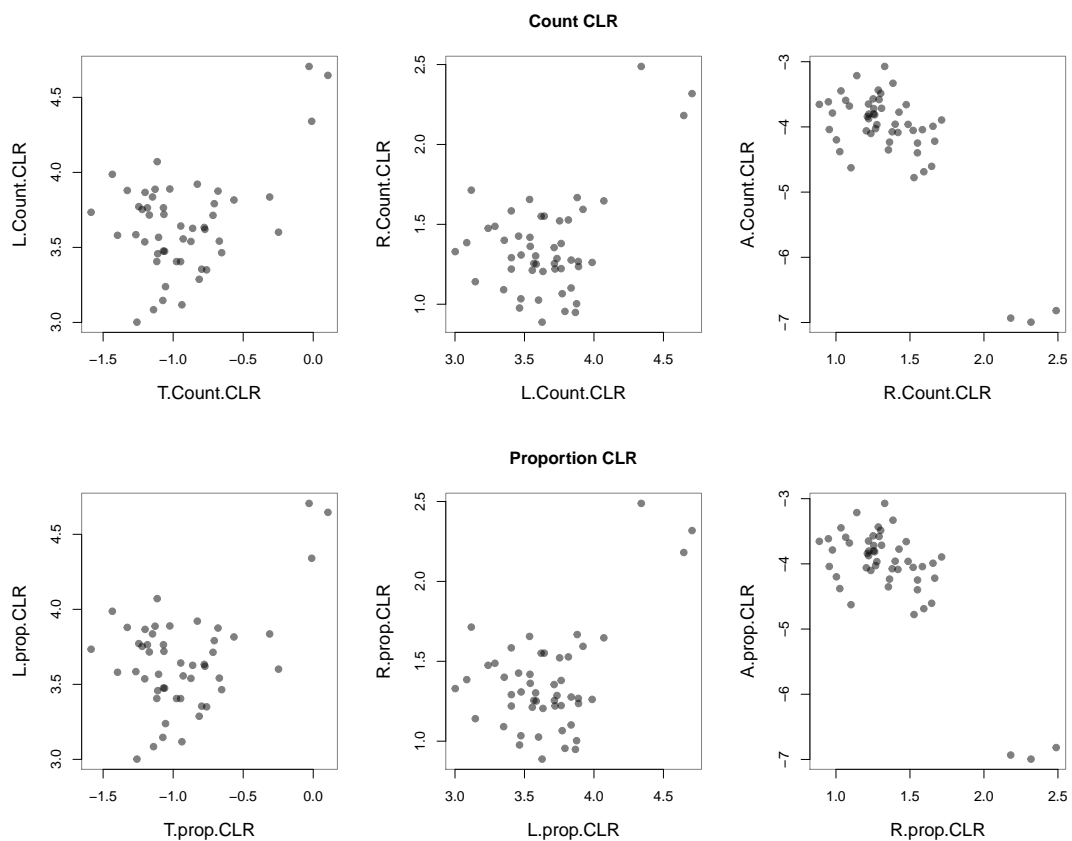 Count CLR
L.Count.CLR
3.0 3.5 4.0 4.5
−1.5 −1.0 −0.5 0.0
T.Count.CLR
R.Count.CLR
1.0 1.5 2.0 2.5
3.0 3.5 4.0 4.5
L.Count.CLR
A.Count.CLR
−7 −6 −5 −4 −3
1.0 1.5 2.0 2.5
R.Count.CLR
Proportion CLR
L.prop.CLR
3.0 3.5 4.0 4.5
−1.5 −1.0 −0.5 0.0
T.prop.CLR
R.prop.CLR
1.0 1.5 2.0 2.5
3.0 3.5 4.0 4.5
L.prop.CLR
A.prop.CLR
−7 −6 −5 −4 −3
1.0 1.5 2.0 2.5
R.prop.CLR